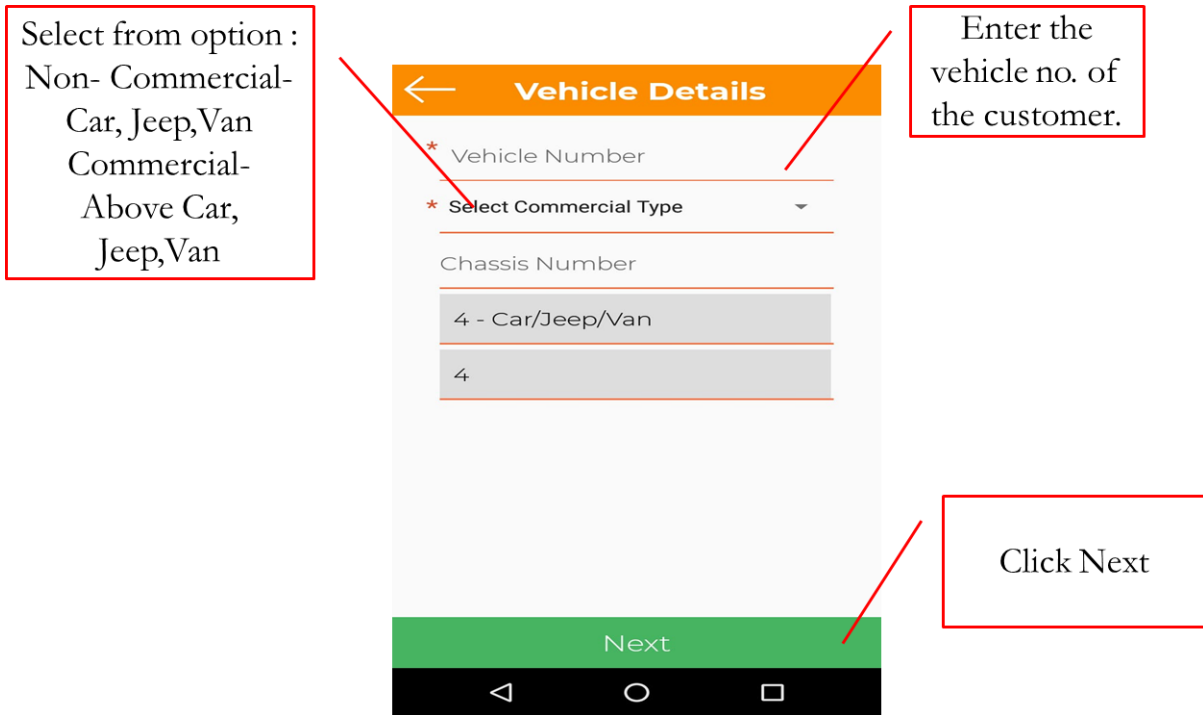 Select from option :
Non- Commercial-
Car, Jeep,Van
Commercial-
Above Car,
Jeep,Van
Enter the
vehicle no. of
the customer.
Vehicle Details
* Vehicle Number
* Select Commercial Type
Chassis Number
4 - Car/Jeep/Van
4
Click Next
Next